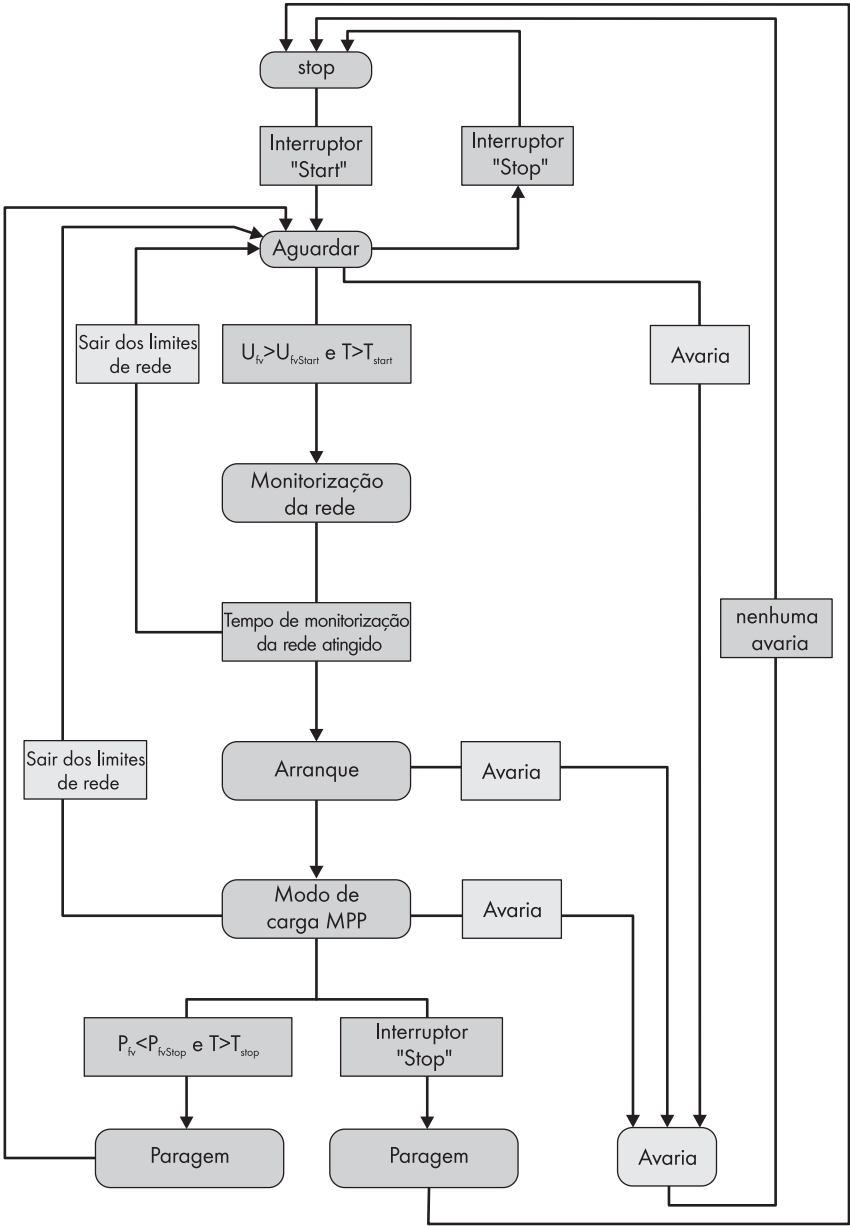 stop
Interruptor
"Start"
Interruptor
"Stop"
Aguardar
Sair dos limites
de rede
U_fv>U_fvStart e T>T_start
Avaria
Monitorização
da rede
Tempo de monitorização
da rede atingido
nenhuma
avaria
Sair dos limites
de rede
Arranque
Avaria
Modo de
carga MPP
Avaria
P_fv<P_fvStop e T>T_stop
Interruptor
"Stop"
Paragem
Paragem
Avaria